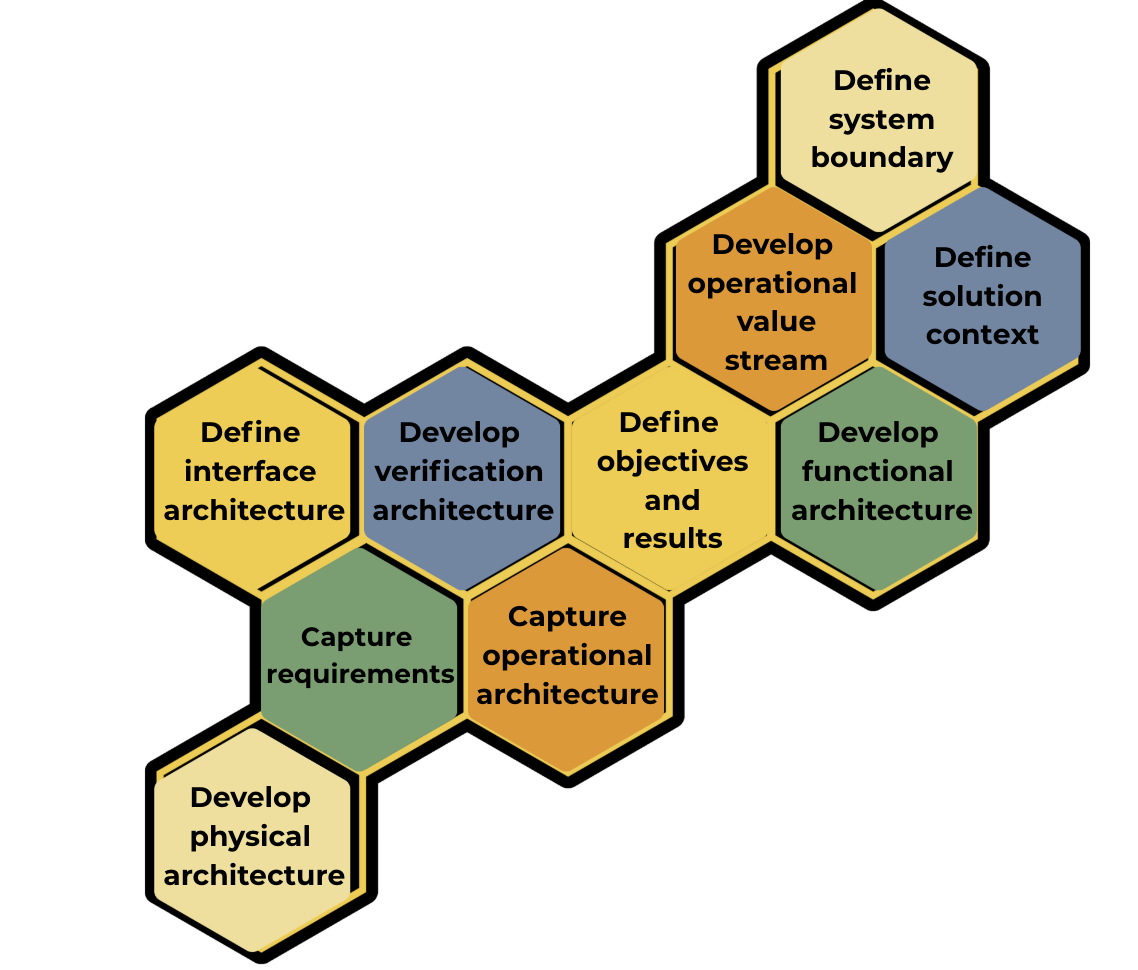 Define
system
boundary
Develop
operational
value
stream
Define
solution
context
Define
interface
architecture
Develop
verification
architecture
Define
objectives
and
results
Develop
functional
architecture
Capture
requirements
Capture
operational
architecture
Develop
physical
architecture